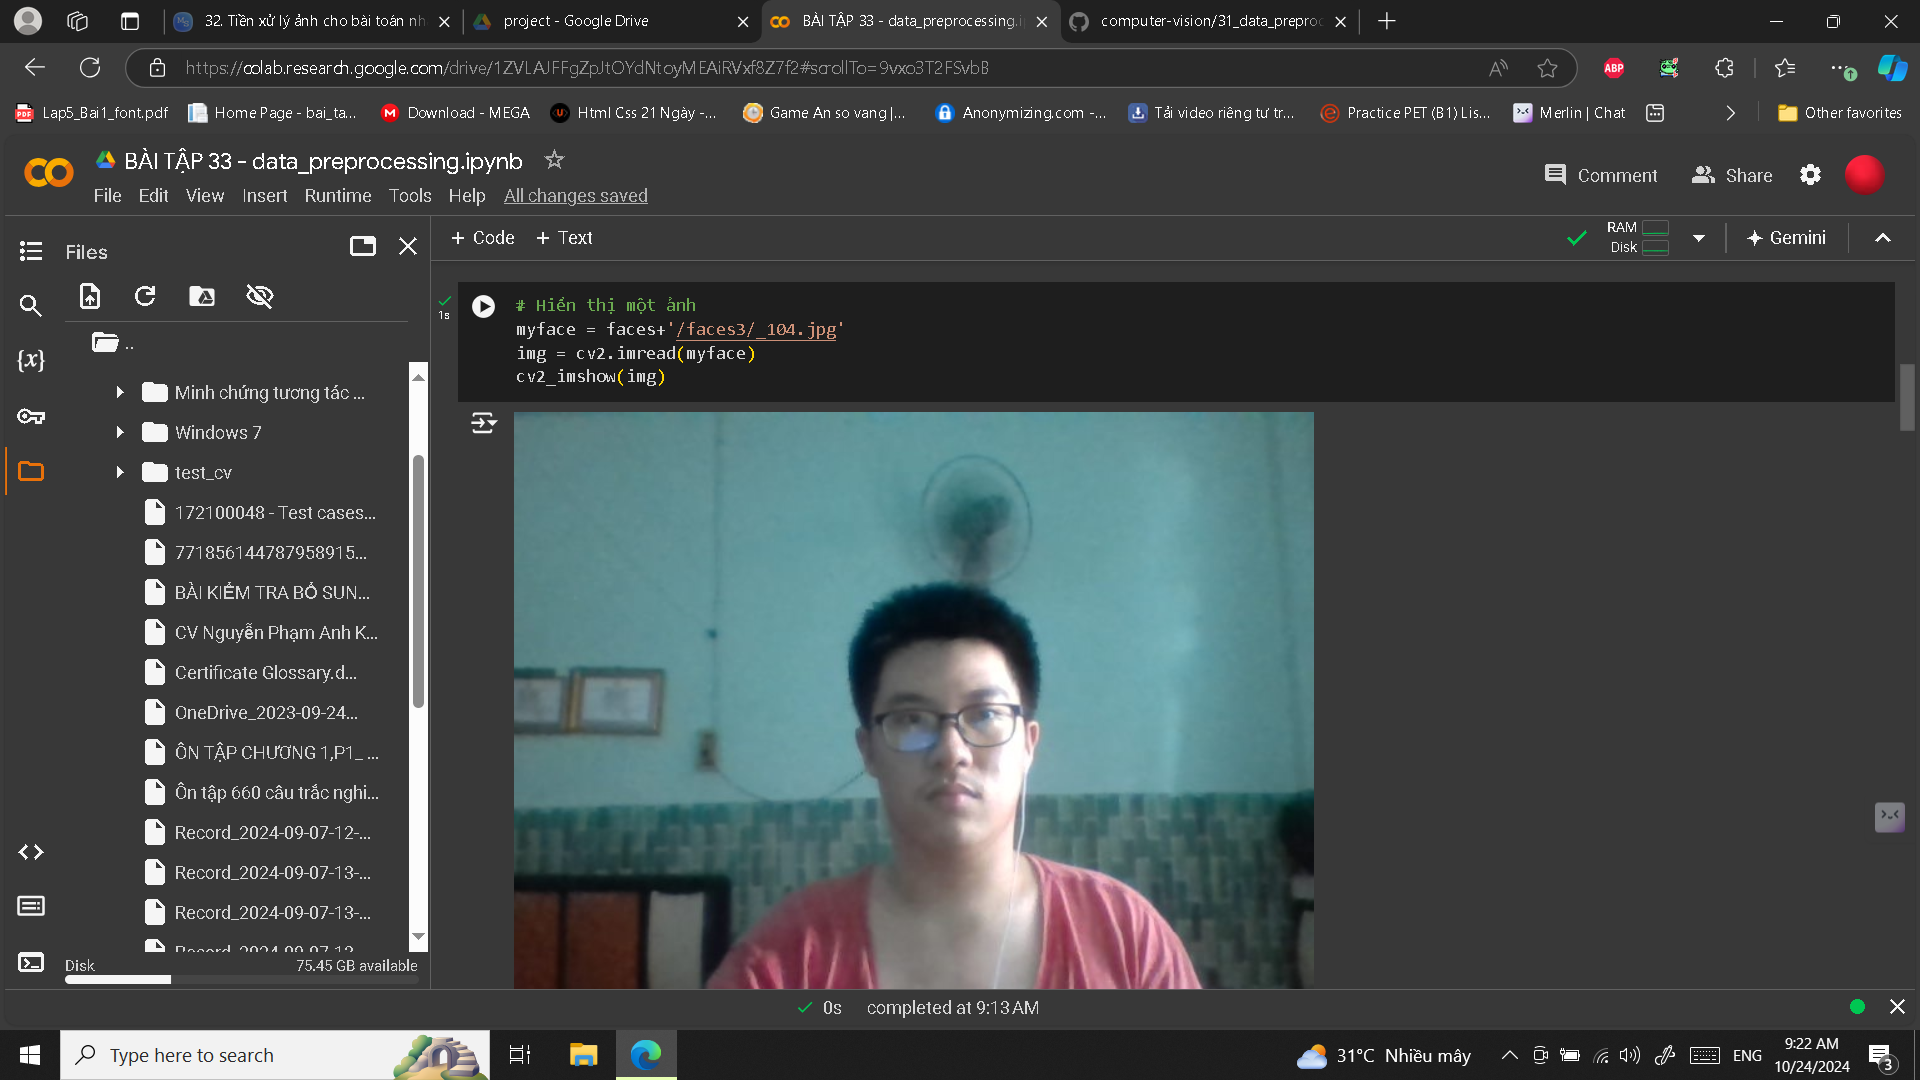 32. Tiền xử lý ảnh cho bài toán nh
project - Google Drive
BÀI TẬP 33 - data_preprocessing.i
computer-vision/31_data_preproc
https://colab.research.google.com/drive/1ZVLAJFFgZpJtOYdNtoyMEAiRVxf8Z7f2#scrollTo=9vxo3T2FSvbB
ABP
Lap5_Bai1_font.pdf
Home Page - bai_ta...
Download - MEGA
Html Css 21 Ngày -...
Game An so vang |...
Anonymizing.com -...
Tải video riêng tư tr...
Practice PET (B1) Lis...
Merlin | Chat
Other favorites
BÀI TẬP 33 - data_preprocessing.ipynb
File Edit View Insert Runtime Tools Help All changes saved
Comment
Share
Files
+ Code + Text
RAM
Disk
Gemini
..
Minh chứng tương tác ...
Windows 7
test_cv
172100048 - Test cases...
771856144787958915...
BÀI KIỂM TRA BỔ SUN...
CV Nguyễn Phạm Anh K...
Certificate Glossary.d...
OneDrive_2023-09-24...
ÔN TẬP CHƯƠNG 1,P1_ ...
Ôn tập 660 câu trắc nghi...
Record_2024-09-07-12-...
Record_2024-09-07-13-...
Record_2024-09-07-13-...
Record_2024-09-07-13-...
Disk
75.45 GB available
1s
# Hiển thị một ảnh
myface = faces+'/faces3/_104.jpg'
img = cv2.imread(myface)
cv2_imshow(img)
{x}
0s completed at 9:13 AM
Type here to search
31°C Nhiều mây
ENG
9:22 AM
10/24/2024
3